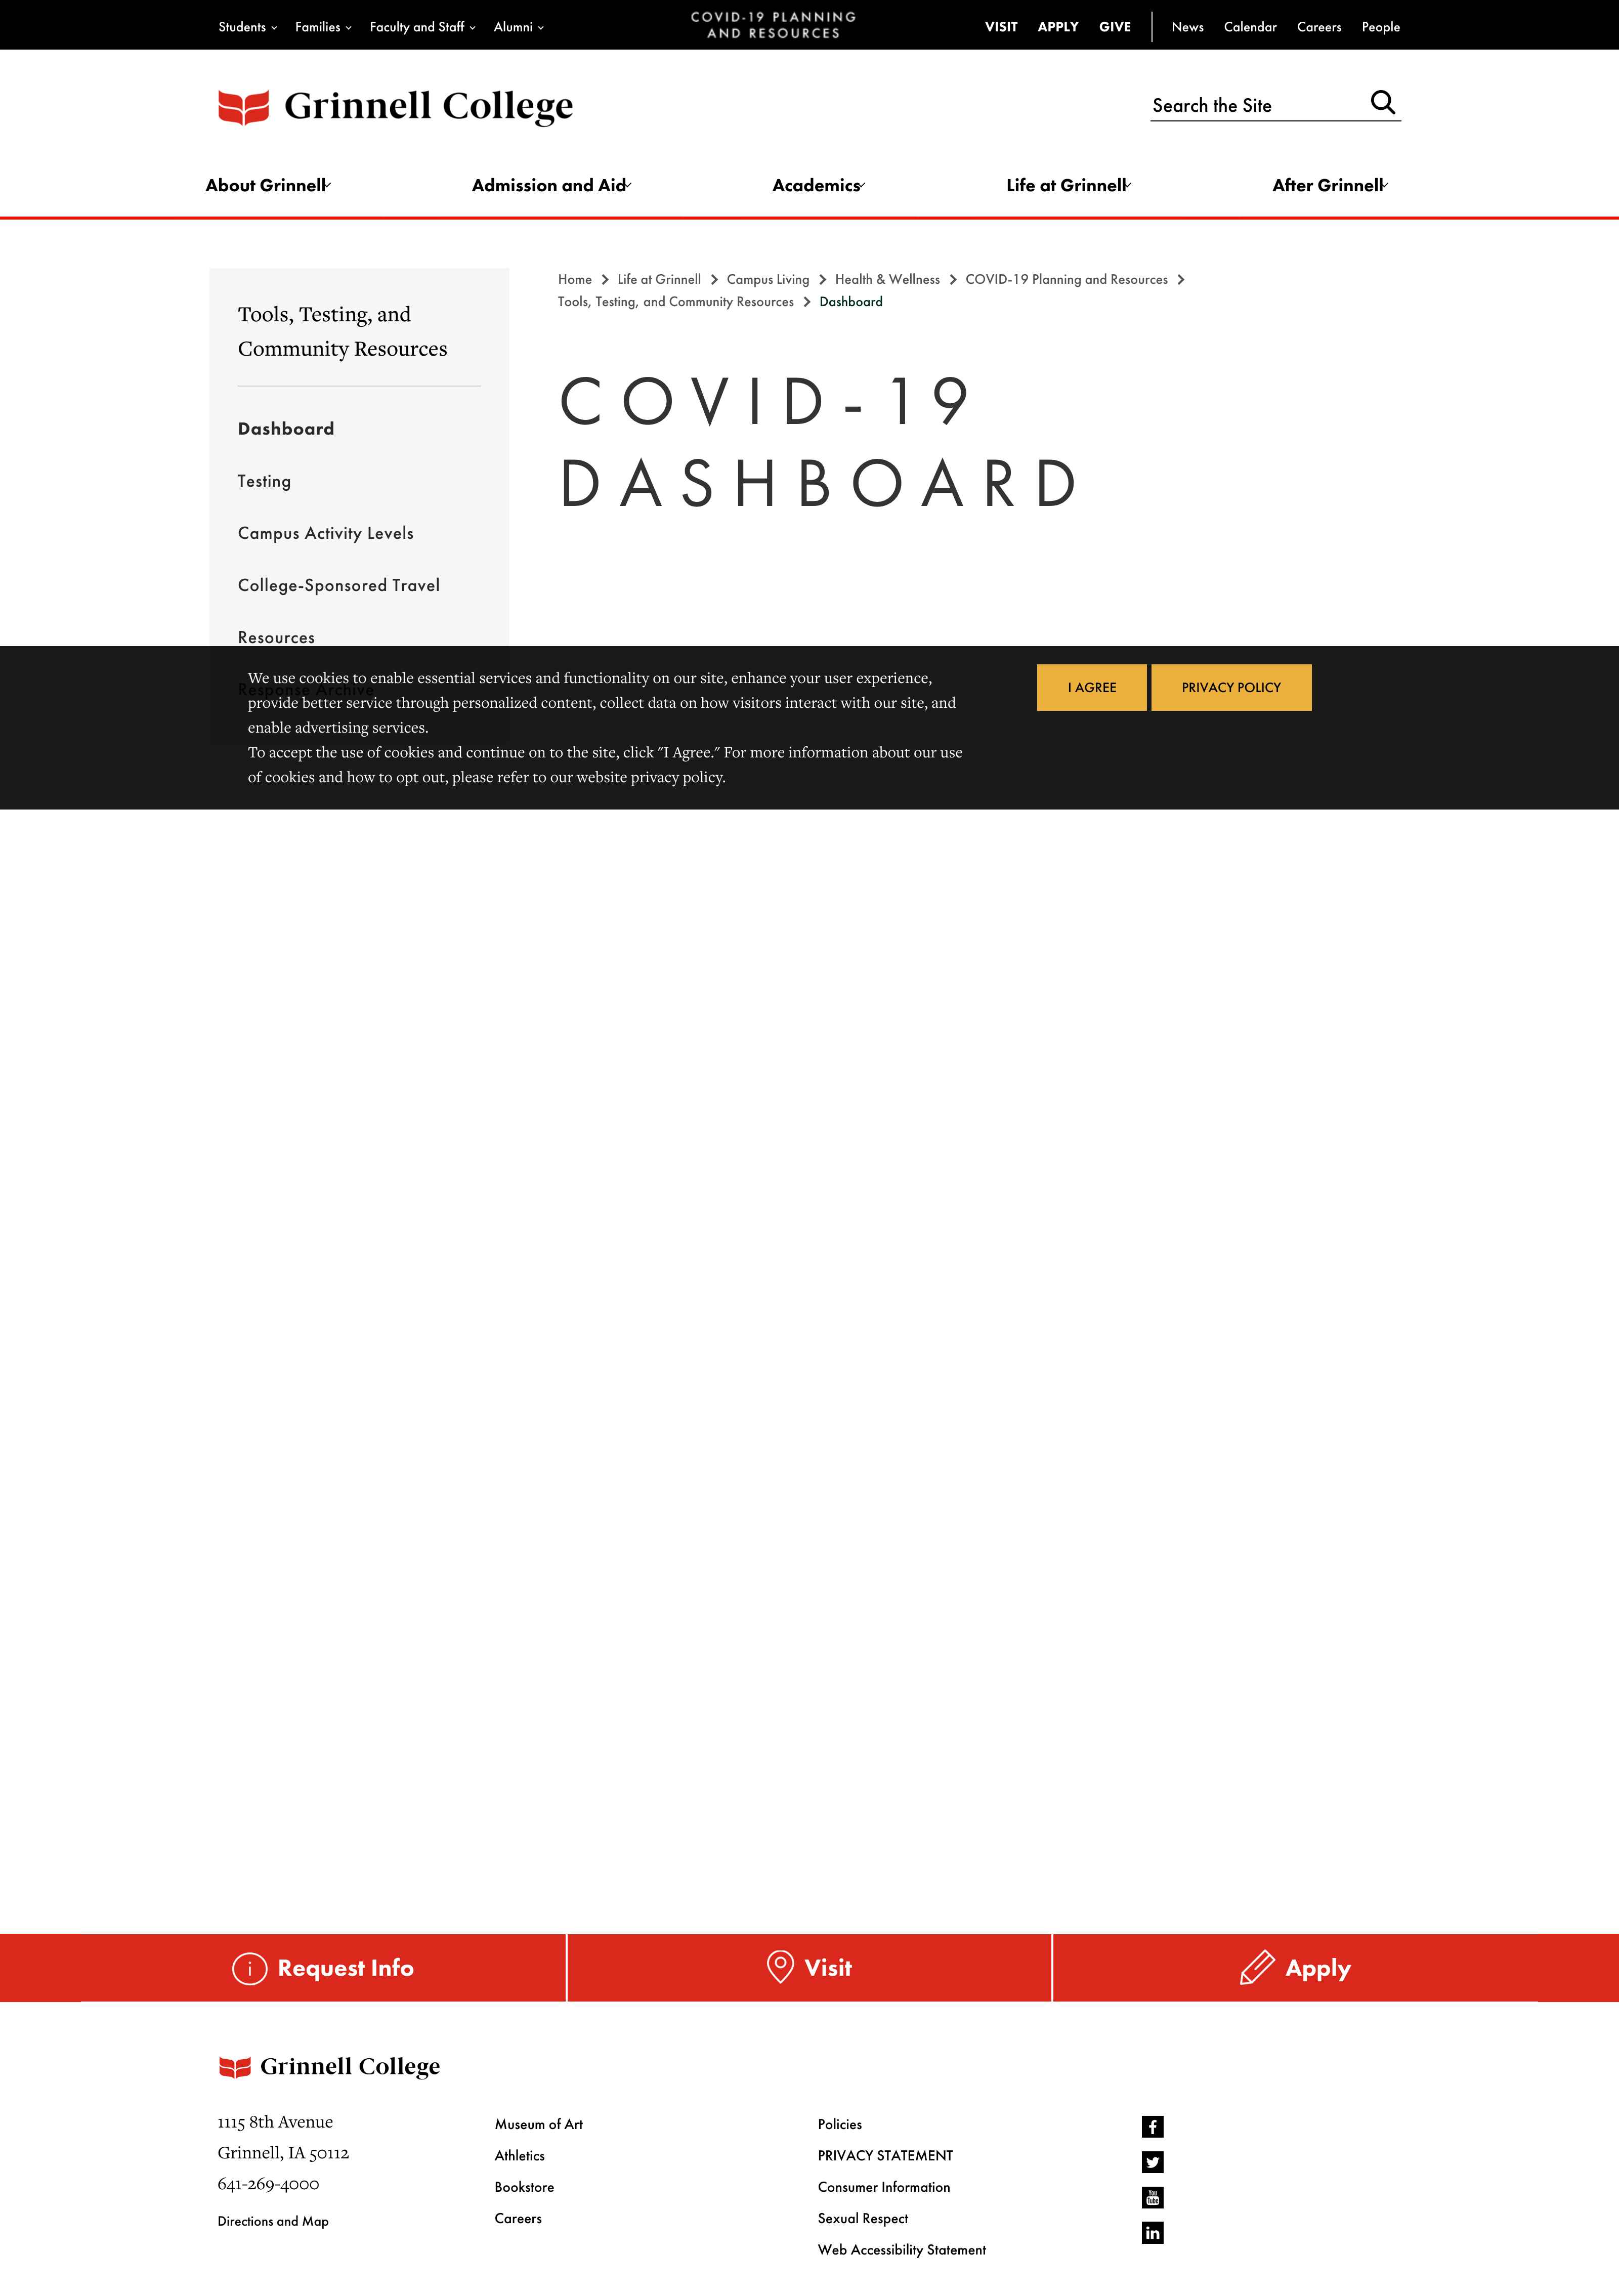 Students Families Faculty and Staff Alumni
COVID-19 PLANNING
AND RESOURCES
VISIT APPLY GIVE News Calendar Careers People
Grinnell College
Search the Site
About Grinnell Admission and Aid Academics Life at Grinnell After Grinnell
Tools, Testing, and
Community Resources
Dashboard
Testing
Campus Activity Levels
College-Sponsored Travel
Resources
Response Archive
Home Life at Grinnell Campus Living Health & Wellness COVID-19 Planning and Resources
Tools, Testing, and Community Resources Dashboard
COVID-19
DASHBOARD
We use cookies to enable essential services and functionality on our site, enhance your user experience,
provide better service through personalized content, collect data on how visitors interact with our site, and
enable advertising services.
To accept the use of cookies and continue on to the site, click "I Agree." For more information about our use
of cookies and how to opt out, please refer to our website privacy policy.
I AGREE PRIVACY POLICY
Request Info Visit Apply
Grinnell College
1115 8th Avenue
Grinnell, IA 50112
641-269-4000
Directions and Map
Museum of Art
Athletics
Bookstore
Careers
Policies
PRIVACY STATEMENT
Consumer Information
Sexual Respect
Web Accessibility Statement
f
You
Tube
in